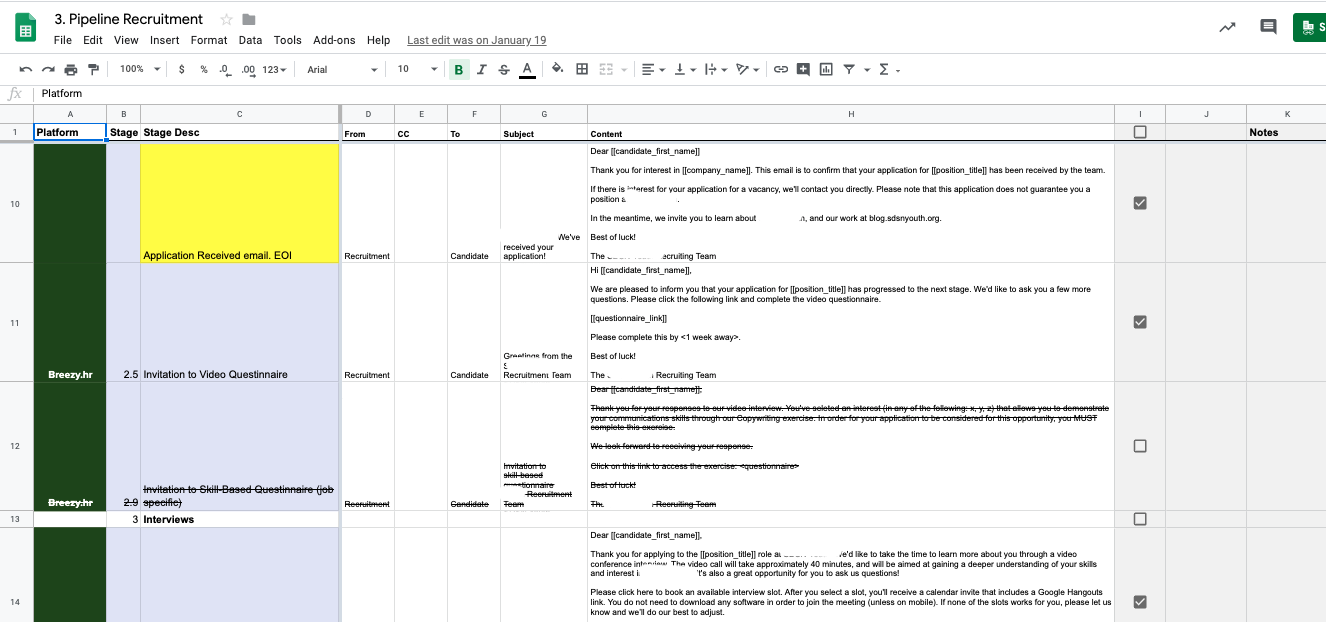 3. Pipeline Recruitment
File Edit View Insert Format Data Tools Add-ons Help Last edit was on January 19
100% $ % .0 .00 123 Arial 10 B I S A
fx Platform
A B C D E F G H I J K
1 Platform Stage Stage Desc From CC To Subject Content Notes
10
Application Received email. EOI
Recruitment
Candidate
We've
received your
application!
Dear [[candidate_first_name]]
Thank you for interest in [[company_name]]. This email is to confirm that your application for [[position_title]] has been received by the team.
If there is interest for your application for a vacancy, we'll contact you directly. Please note that this application does not guarantee you a
position
In the meantime, we invite you to learn about , and our work at blog.sdsnyouth.org.
Best of luck!
The Recruiting Team
11
Breezy.hr
2.5 Invitation to Video Questinnaire
Recruitment
Candidate
Greetings from the
Recruitment Team
Hi [[candidate_first_name]],
We are pleased to inform you that your application for [[position_title]] has progressed to the next stage. We'd like to ask you a few more
questions. Please click the following link and complete the video questionnaire.
[[questionnaire_link]]
Please complete this by <1 week away>.
Best of luck!
The Recruiting Team
12
Breezy.hr
2.9 Invitation to Skill-Based Questinnaire (job
specific)
Recruitment
Candidate
Invitation to
skill-based
questionnaire
Recruitment
Team
Dear [[candidate_first_name]],
Thank you for your responses to our video interview. You've seleted an interest (in any of the following: x, y, z) that allows you to demonstrate
your communications skills through our Copywriting exercise. In order for your application to be considered for this opportunity, you MUST
complete this exercise.
We look forward to receiving your response.
Click on this link to access the exercise: <questionnaire>
Best of luck!
Recruiting Team
13 3 Interviews
14
Dear [[candidate_first_name]],
Thank you for applying to the [[position_title]] role at we'd like to take the time to learn more about you through a video
conference interview. The video call will take approximately 40 minutes, and will be aimed at gaining a deeper understanding of your skills
and interest It's also a great opportunity for you to ask us questions!
Please click here to book an available interview slot. After you select a slot, you'll receive a calendar invite that includes a Google Hangouts
link. You do not need to download any software in order to join the meeting (unless on mobile). If none of the slots works for you, please let us
know and we'll do our best to adjust.